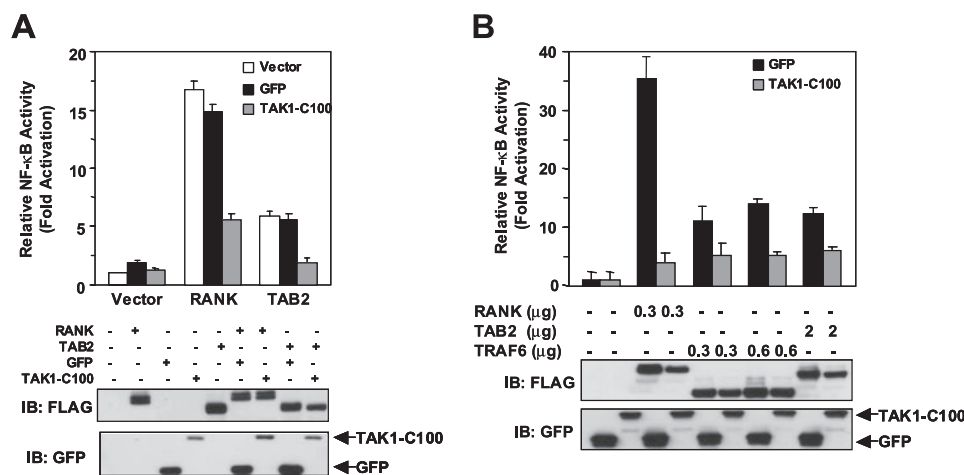 A
Relative NF-κB Activity
(Fold Activation)
20
15
10
5
0
Vector
GFP
TAK1-C100
Vector RANK TAB2
RANK - + - - - + + - -
TAB2 - - - - + - - + +
GFP - - + - - + - + -
TAK1-C100 - - - + - - + - +
IB: FLAG
IB: GFP
TAK1-C100
GFP
B
Relative NF-κB Activity
(Fold Activation)
40
30
20
10
0
GFP
TAK1-C100
RANK (μg) - - 0.3 0.3 - - - - - -
TAB2 (μg) - - - - - - - - 2 2
TRAF6 (μg) - - - - 0.3 0.3 0.6 0.6 - -
IB: FLAG
IB: GFP
TAK1-C100
GFP